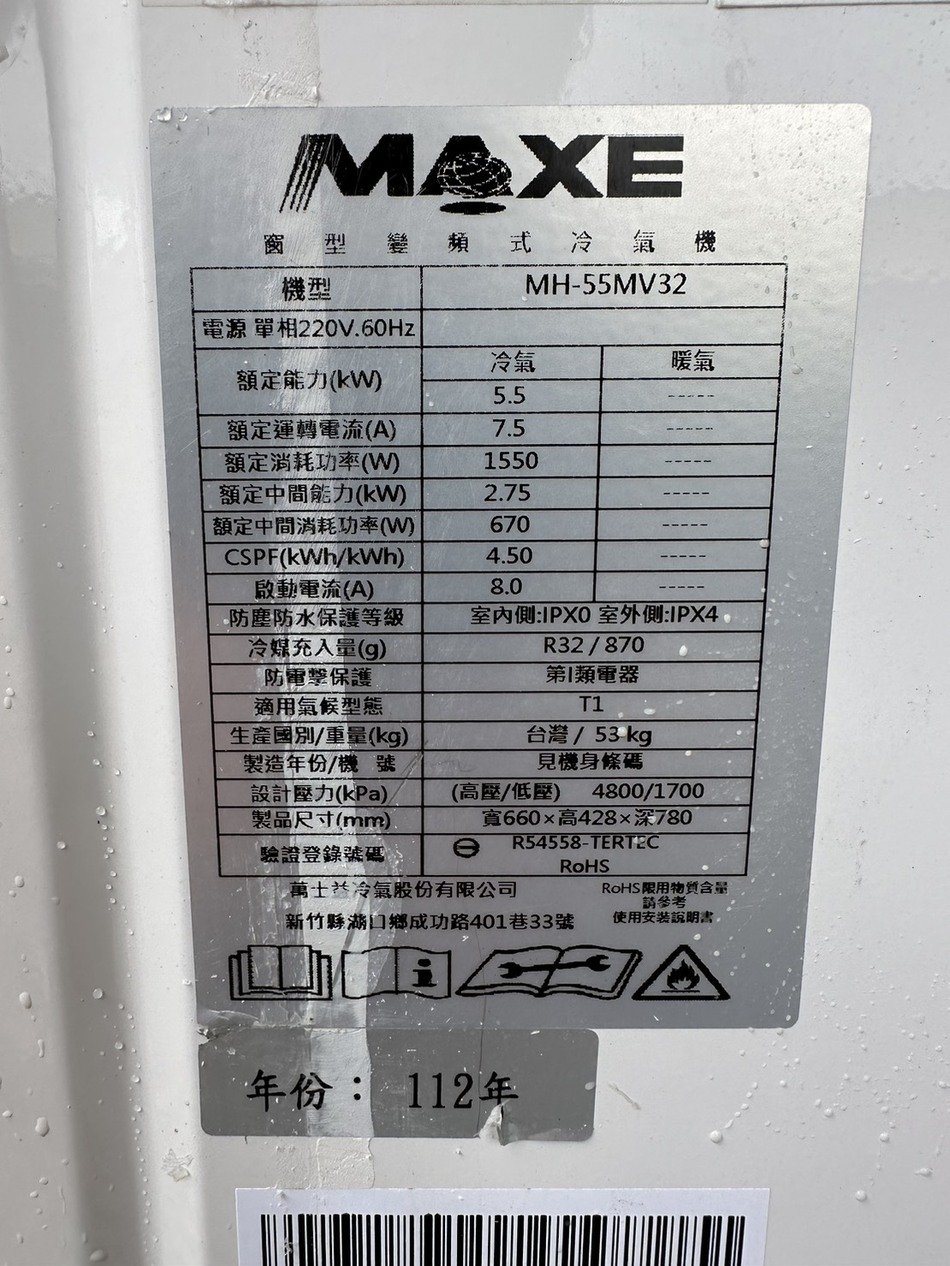 MAXE
窗型變頻式冷氣機
機型 MH-55MV32
電源 單相220V.60Hz
額定能力(kW) 冷氣 暖氣
5.5 -----
額定運轉電流(A) 7.5 -----
額定消耗功率(W) 1550 -----
額定中間能力(kW) 2.75 -----
額定中間消耗功率(W) 670 -----
CSPF(kWh/kWh) 4.50 -----
啟動電流(A) 8.0 -----
防塵防水保護等級 室內側:IPX0 室外側:IPX4
冷媒充入量(g) R32 / 870
防電擊保護 第I類電器
適用氣候型態 T1
生產國別/重量(kg) 台灣 / 53 kg
製造年份/機 號 見機身條碼
設計壓力(kPa) (高壓/低壓) 4800/1700
製品尺寸(mm) 寬660×高428×深780
驗證登錄號碼 R54558-TERTEC
RoHS
萬士益冷氣股份有限公司
新竹縣湖口鄉成功路401巷33號
RoHS限用物質含量
請參考
使用安裝說明書
年份： 112年